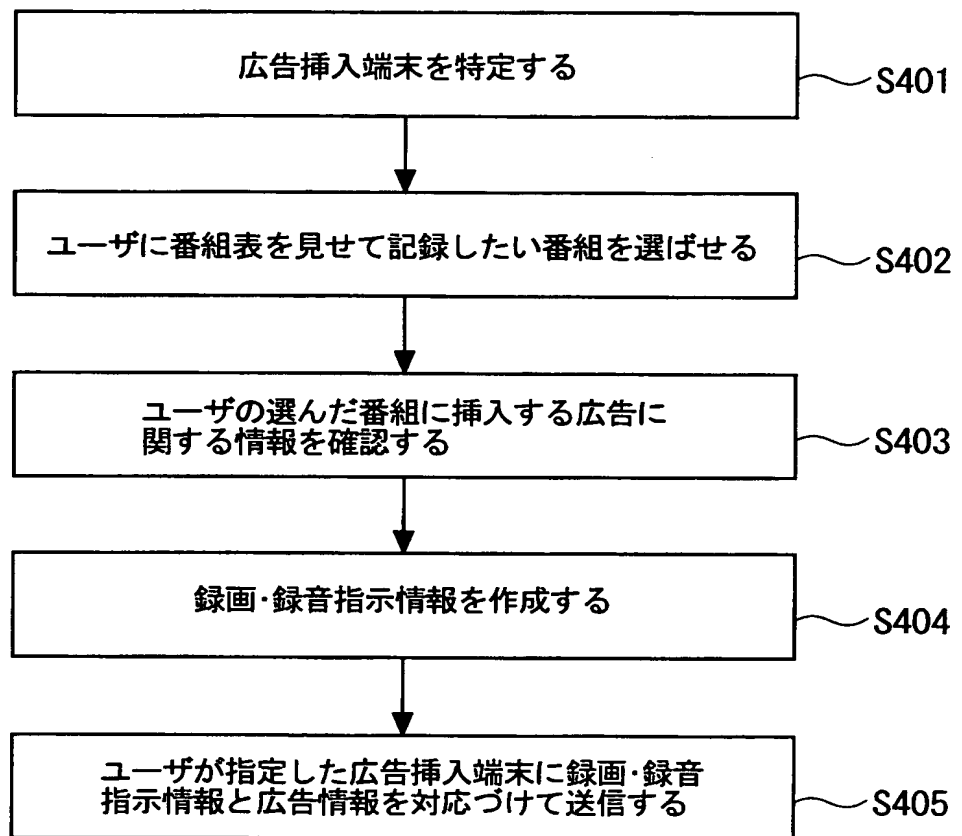 広告挿入端末を特定する
S401
ユーザに番組表を見せて記録したい番組を選ばせる
S402
ユーザの選んだ番組に挿入する広告に
関する情報を確認する
S403
録画・録音指示情報を作成する
S404
ユーザが指定した広告挿入端末に録画・録音
指示情報と広告情報を対応づけて送信する
S405